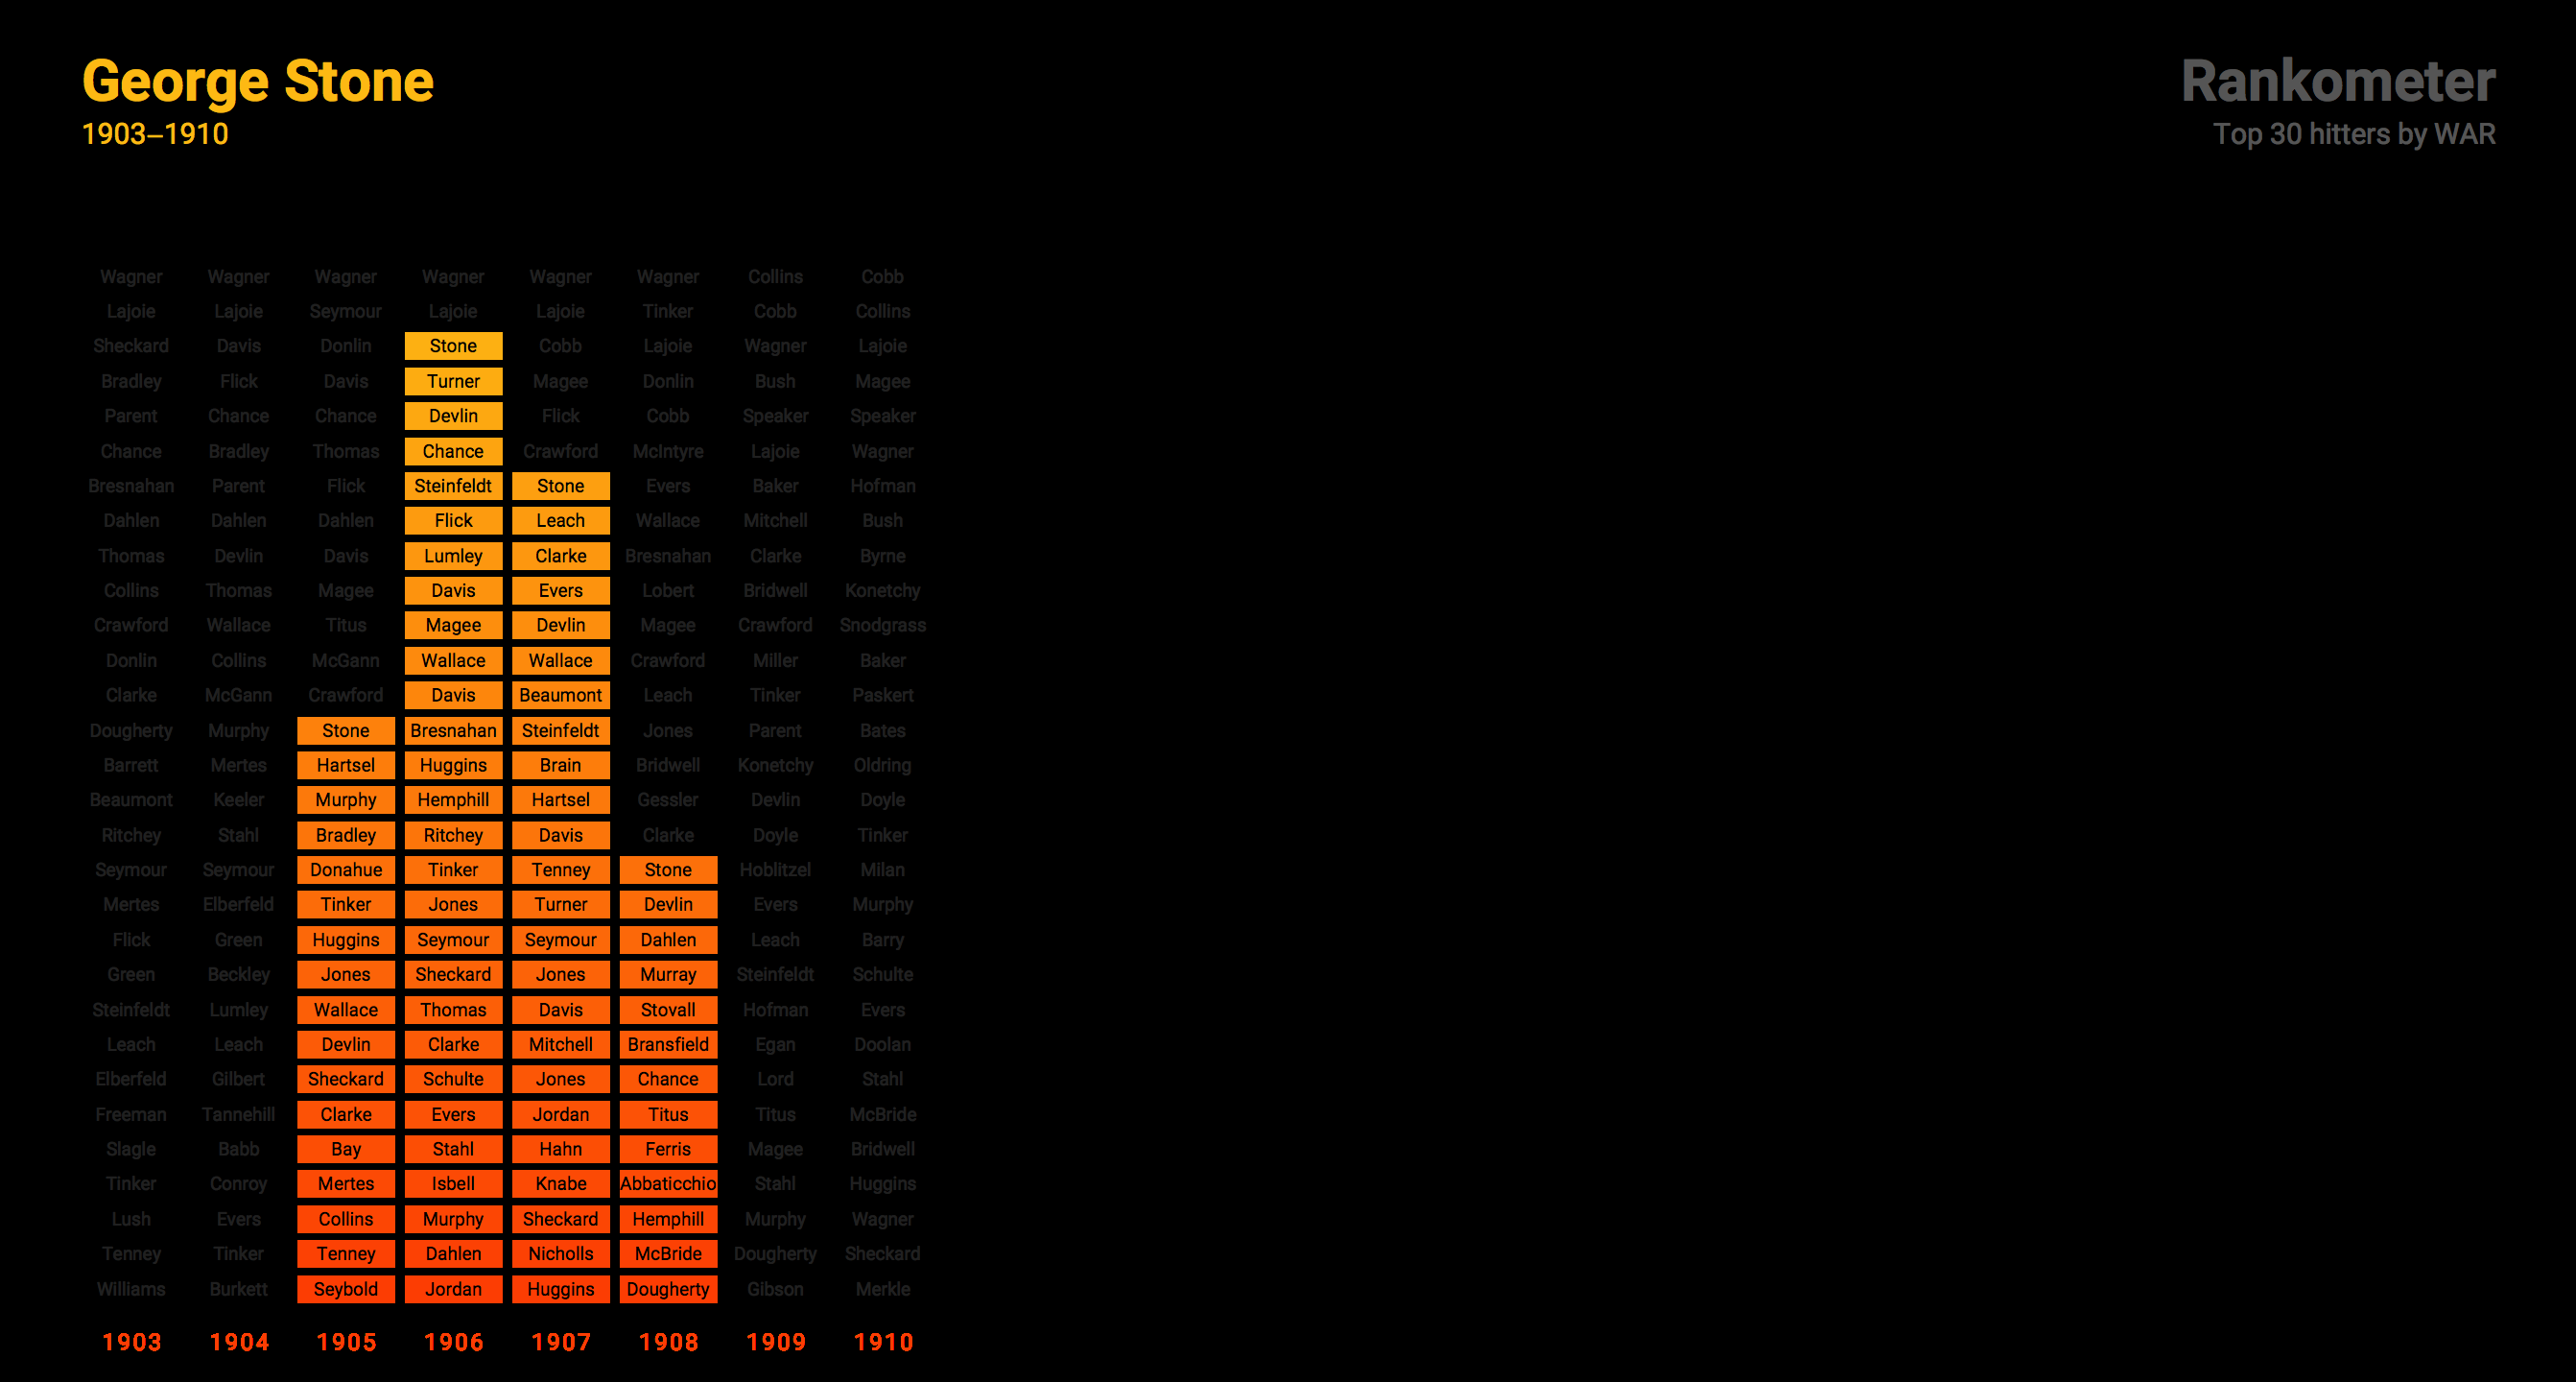 George Stone
1903–1910
Rankometer
Top 30 hitters by WAR
Wagner Wagner Wagner Wagner Wagner Wagner Collins Cobb
Lajoie Lajoie Seymour Lajoie Lajoie Tinker Cobb Collins
Sheckard Davis Donlin Stone Cobb Lajoie Wagner Lajoie
Bradley Flick Davis Turner Magee Donlin Bush Magee
Parent Chance Chance Devlin Flick Cobb Speaker Speaker
Chance Bradley Thomas Chance Crawford McIntyre Lajoie Wagner
Bresnahan Parent Flick Steinfeldt Stone Evers Baker Hofman
Dahlen Dahlen Dahlen Flick Leach Wallace Mitchell Bush
Thomas Devlin Davis Lumley Clarke Bresnahan Clarke Byrne
Collins Thomas Magee Davis Evers Lobert Bridwell Konetchy
Crawford Wallace Titus Magee Devlin Magee Crawford Snodgrass
Donlin Collins McGann Wallace Wallace Crawford Miller Baker
Clarke McGann Crawford Davis Beaumont Leach Tinker Paskert
Dougherty Murphy Stone Bresnahan Steinfeldt Jones Parent Bates
Barrett Mertes Hartsel Huggins Brain Bridwell Konetchy Oldring
Beaumont Keeler Murphy Hemphill Hartsel Gessler Devlin Doyle
Ritchey Stahl Bradley Ritchey Davis Clarke Doyle Tinker
Seymour Seymour Donahue Tinker Tenney Stone Hoblitzel Milan
Mertes Elberfeld Tinker Jones Turner Devlin Evers Murphy
Flick Green Huggins Seymour Seymour Dahlen Leach Barry
Green Beckley Jones Sheckard Jones Murray Steinfeldt Schulte
Steinfeldt Lumley Wallace Thomas Davis Stovall Hofman Evers
Leach Leach Devlin Clarke Mitchell Bransfield Egan Doolan
Elberfeld Gilbert Sheckard Schulte Jones Chance Lord Stahl
Freeman Tannehill Clarke Evers Jordan Titus Titus McBride
Slagle Babb Bay Stahl Hahn Ferris Magee Bridwell
Tinker Conroy Mertes Isbell Knabe Abbaticchio Stahl Huggins
Lush Evers Collins Murphy Sheckard Hemphill Murphy Wagner
Tenney Tinker Tenney Dahlen Nicholls McBride Dougherty Sheckard
Williams Burkett Seybold Jordan Huggins Dougherty Gibson Merkle
1903 1904 1905 1906 1907 1908 1909 1910